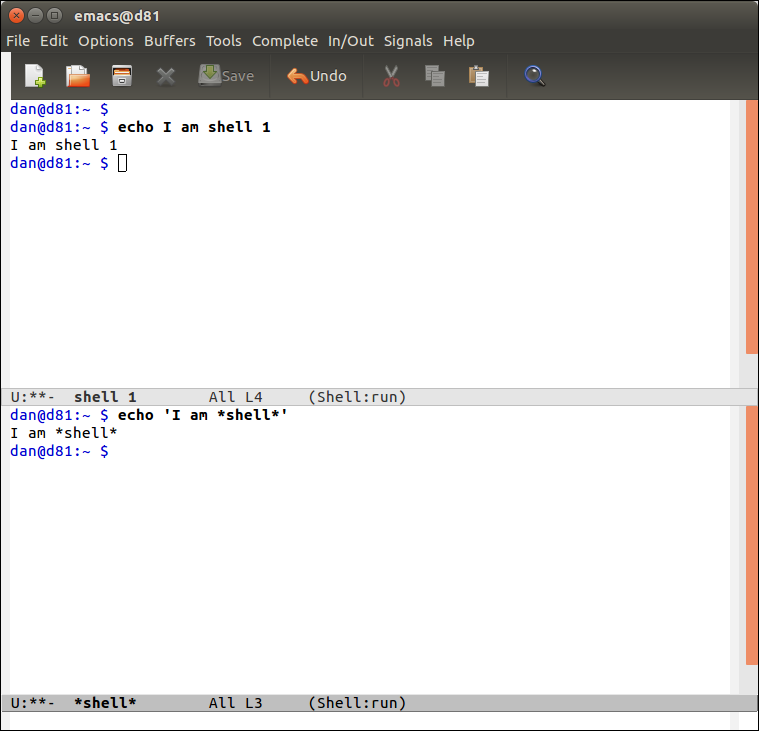 emacs@d81
File Edit Options Buffers Tools Complete In/Out Signals Help
Save Undo
dan@d81:~ $
dan@d81:~ $ echo I am shell 1
I am shell 1
dan@d81:~ $
U:**-  shell 1        All L4     (Shell:run)
dan@d81:~ $ echo 'I am *shell*'
I am *shell*
dan@d81:~ $
U:**-  *shell*        All L3     (Shell:run)